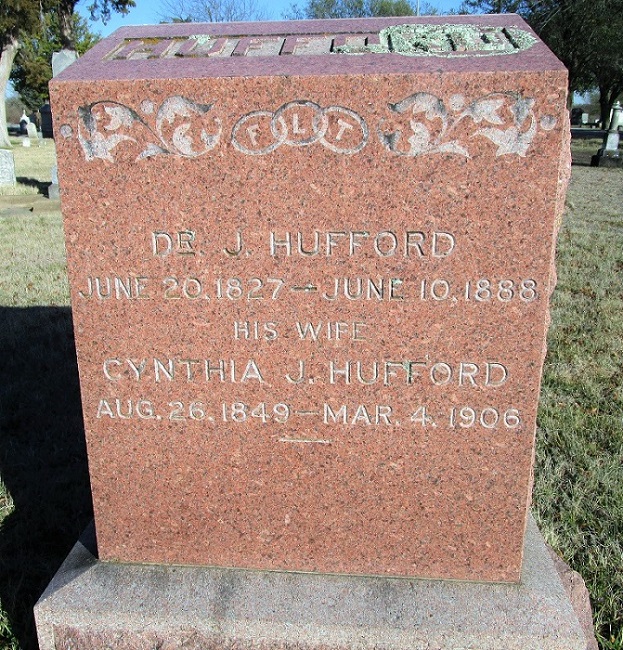 HUFFORD
F L T
DR. J. HUFFORD
JUNE 20, 1827 — JUNE 10, 1888
HIS WIFE
CYNTHIA J. HUFFORD
AUG. 26, 1849 — MAR. 4, 1906